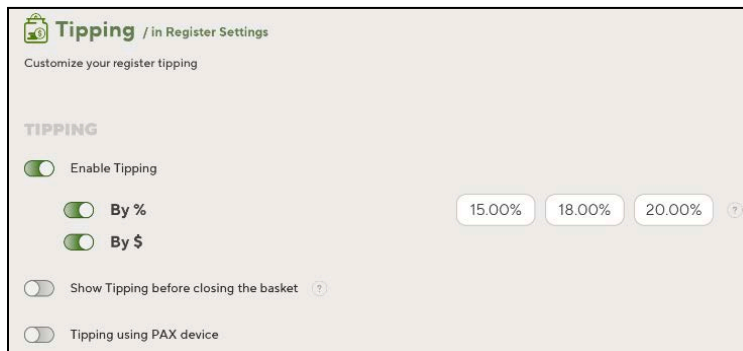 Tipping / in Register Settings
Customize your register tipping
TIPPING
Enable Tipping
By % 15.00% 18.00% 20.00% ?
By $
Show Tipping before closing the basket ?
Tipping using PAX device